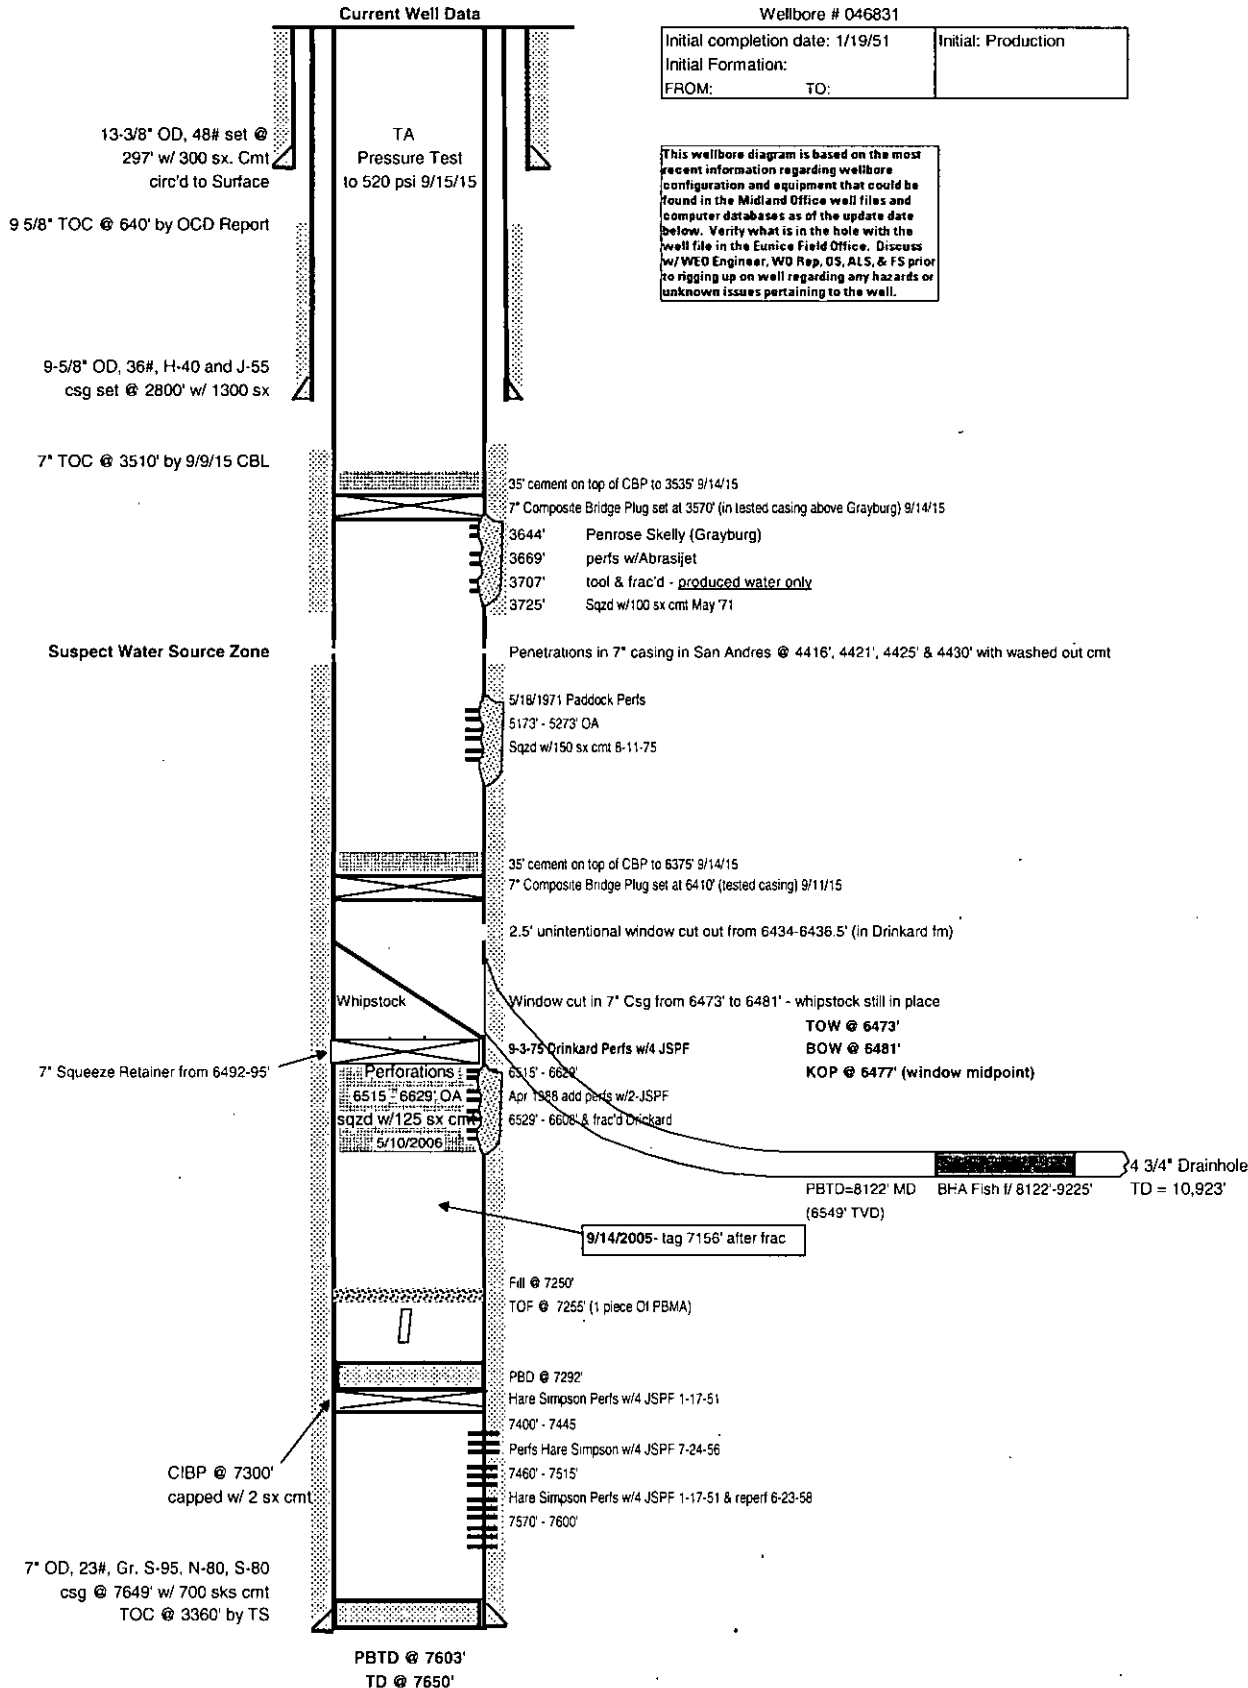 Current Well Data
Wellbore # 046831
Initial completion date: 1/19/51
Initial: Production
Initial Formation:
FROM: TO:
13-3/8" OD, 48# set @
297' w/ 300 sx. Cmt
circ'd to Surface
TA
Pressure Test
to 520 psi 9/15/15
This wellbore diagram is based on the most
recent information regarding wellbore
configuration and equipment that could be
found in the Midland Office well files and
computer databases as of the update date
below. Verify what is in the hole with the
well file in the Eunice Field Office. Discuss
w/ WEO Engineer, WO Rep, OS, ALS, & FS prior
to rigging up on well regarding any hazards or
unknown issues pertaining to the well.
9 5/8" TOC @ 640' by OCD Report
9-5/8" OD, 36#, H-40 and J-55
csg set @ 2800' w/ 1300 sx
7" TOC @ 3510' by 9/9/15 CBL
35' cement on top of CBP to 3535' 9/14/15
7" Composite Bridge Plug set at 3570' (in tested casing above Grayburg) 9/14/15
3644' Penrose Skelly (Grayburg)
3669' perfs w/Abrasijet
3707' tool & frac'd - produced water only
3725' Sqzd w/100 sx cmt May '71
Suspect Water Source Zone
Penetrations in 7" casing in San Andres @ 4416', 4421', 4425' & 4430' with washed out cmt
5/18/1971 Paddock Perfs
5173' - 5273' OA
Sqzd w/150 sx cmt 8-11-75
35' cement on top of CBP to 6375' 9/14/15
7" Composite Bridge Plug set at 6410' (tested casing) 9/11/15
2.5' unintentional window cut out from 6434-6436.5' (in Drinkard fm)
Whipstock
Window cut in 7" Csg from 6473' to 6481' - whipstock still in place
TOW @ 6473'
BOW @ 6481'
KOP @ 6477' (window midpoint)
7" Squeeze Retainer from 6492-95'
9-3-75 Drinkard Perfs w/4 JSPF
6515' - 6629'
Apr 1988 add perfs w/2-JSPF
6529' - 6608' & frac'd Drickard
Perforations
6515 - 6629' OA
sqzd w/125 sx cmt
5/10/2006
4 3/4" Drainhole
TD = 10,923'
PBTD=8122' MD
(6549' TVD)
BHA Fish f/ 8122'-9225'
9/14/2005- tag 7156' after frac
Fill @ 7250'
TOF @ 7255' (1 piece Of PBMA)
PBD @ 7292'
Hare Simpson Perfs w/4 JSPF 1-17-51
7400' - 7445
Perfs Hare Simpson w/4 JSPF 7-24-56
7460' - 7515'
Hare Simpson Perfs w/4 JSPF 1-17-51 & reperf 6-23-58
7570' - 7600'
CIBP @ 7300'
capped w/ 2 sx cmt
7" OD, 23#, Gr. S-95, N-80, S-80
csg @ 7649' w/ 700 sks cmt
TOC @ 3360' by TS
PBTD @ 7603'
TD @ 7650'